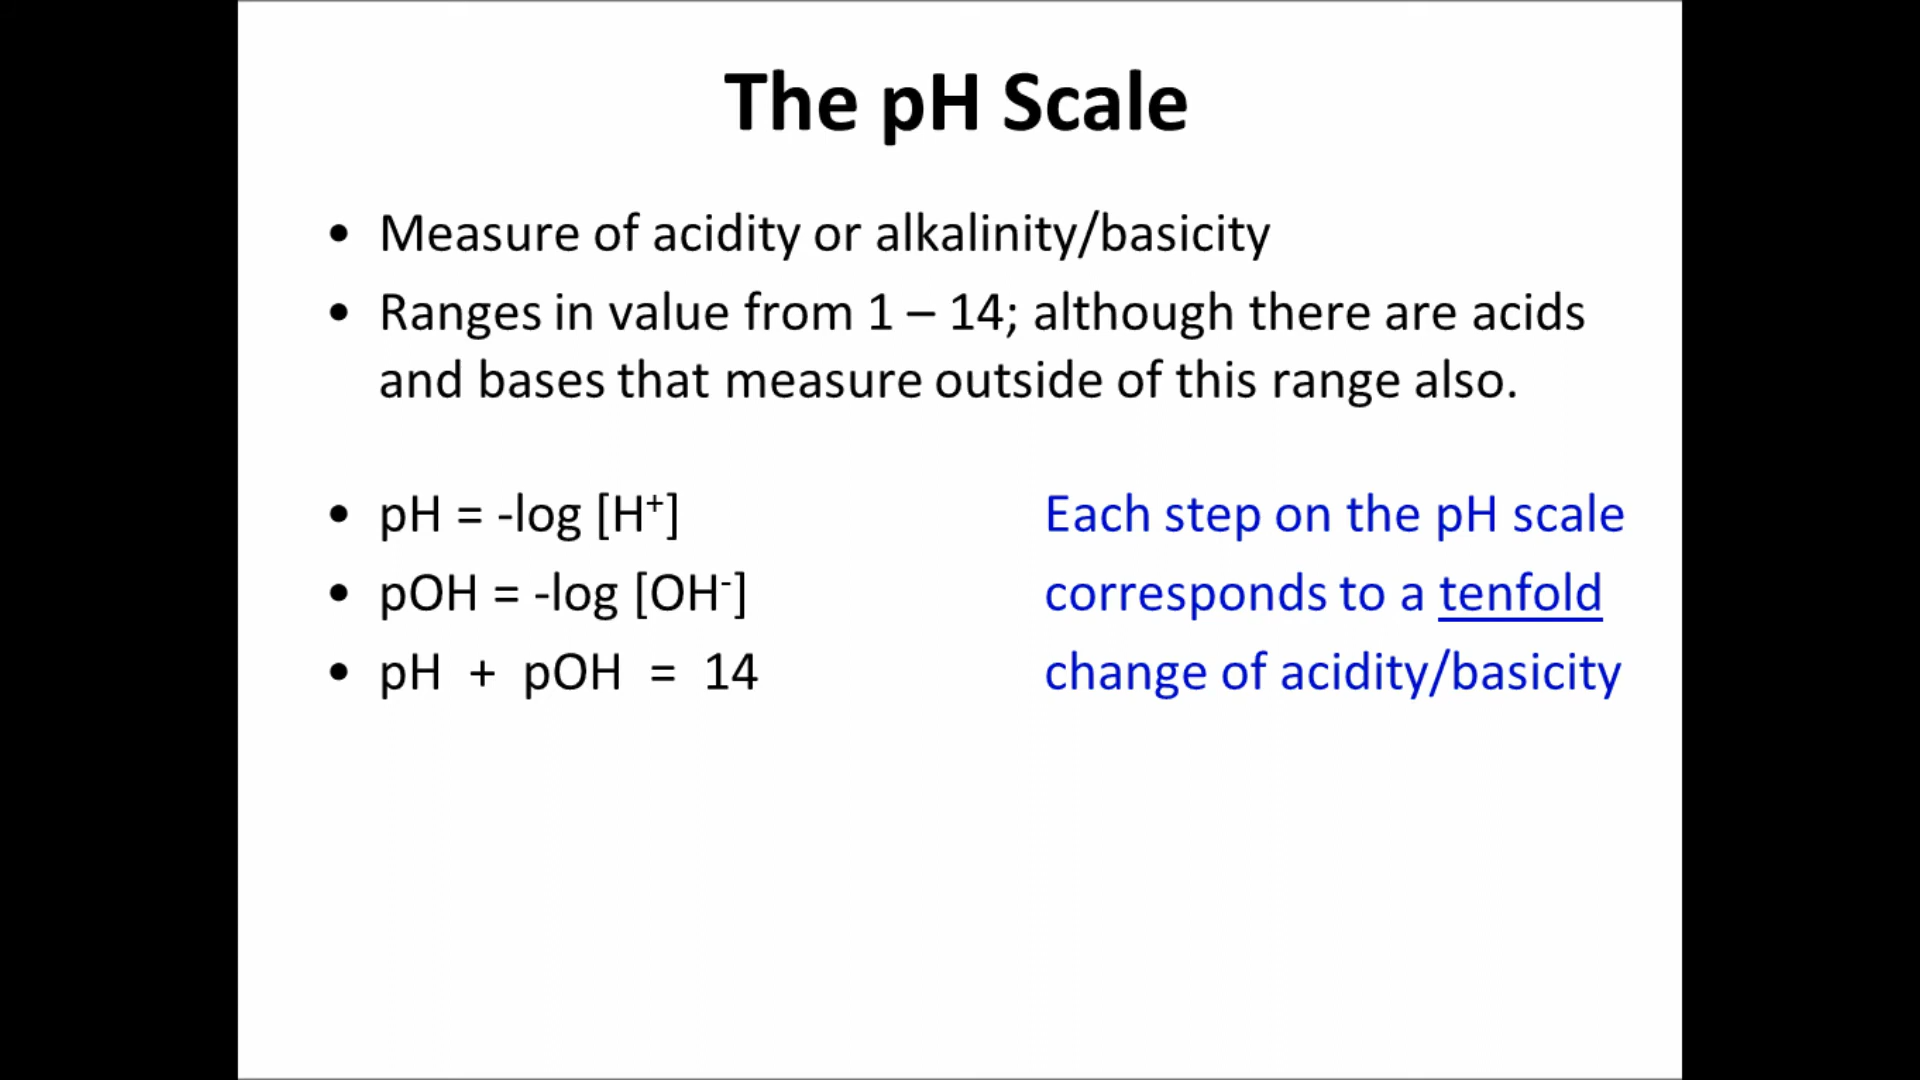 The pH Scale
• Measure of acidity or alkalinity/basicity
• Ranges in value from 1 – 14; although there are acids
and bases that measure outside of this range also.
• pH = -log [H⁺]
• pOH = -log [OH⁻]
• pH + pOH = 14
Each step on the pH scale
corresponds to a tenfold
change of acidity/basicity